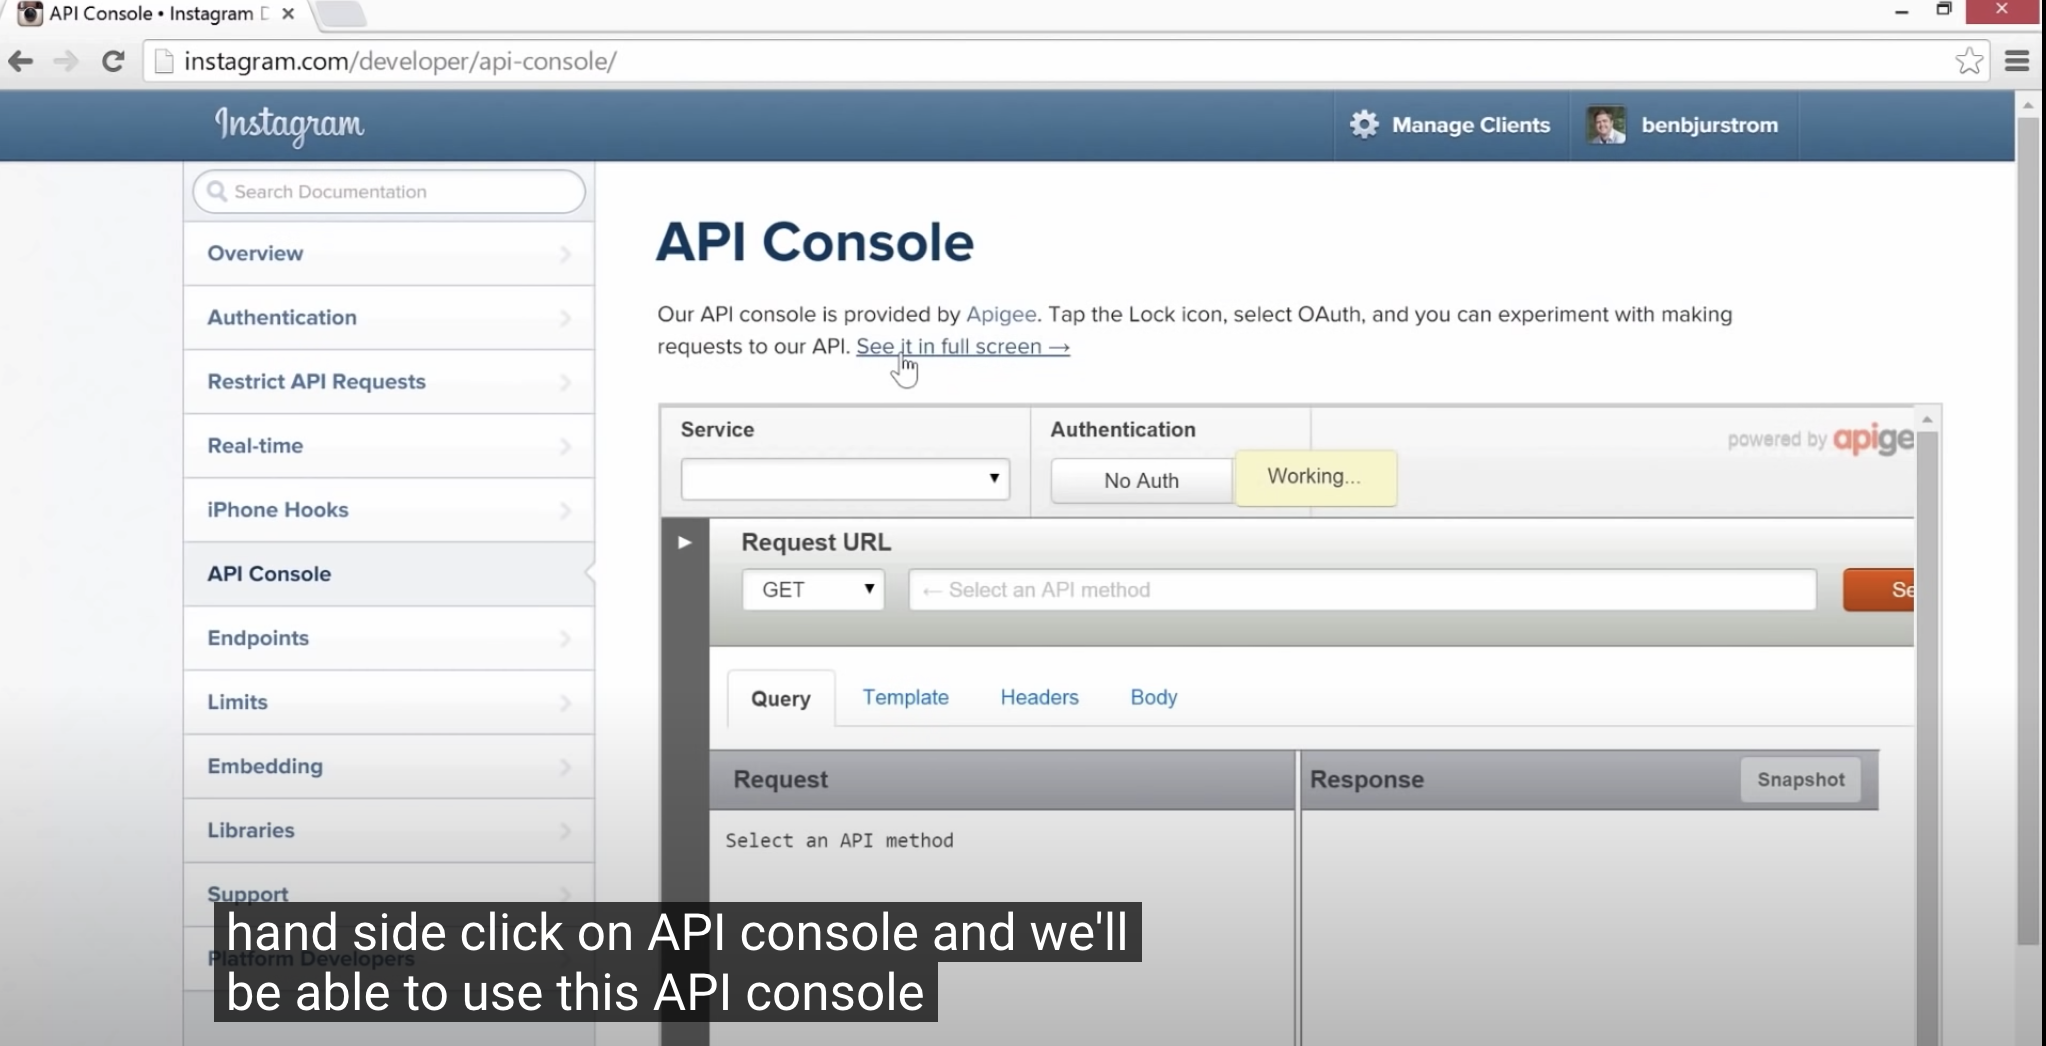 API Console • Instagram D
instagram.com/developer/api-console/
Instagram
Manage Clients
benbjurstrom
Search Documentation
Overview
Authentication
Restrict API Requests
Real-time
iPhone Hooks
API Console
Endpoints
Limits
Embedding
Libraries
Support
Platform Developers
API Console
Our API console is provided by Apigee. Tap the Lock icon, select OAuth, and you can experiment with making
requests to our API. See it in full screen →
Service
Authentication
powered by apige
No Auth
Working...
Request URL
GET
← Select an API method
Se
Query
Template
Headers
Body
Request
Response
Snapshot
Select an API method
hand side click on API console and we'll
be able to use this API console